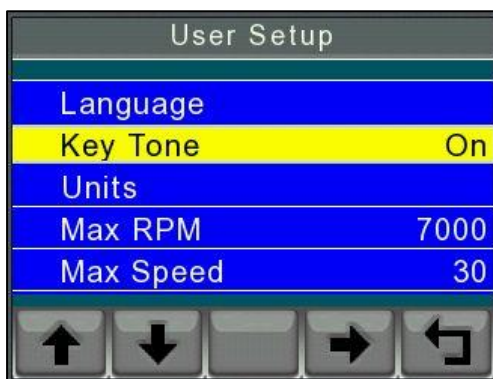 User Setup
Language
Key Tone On
Units
Max RPM 7000
Max Speed 30